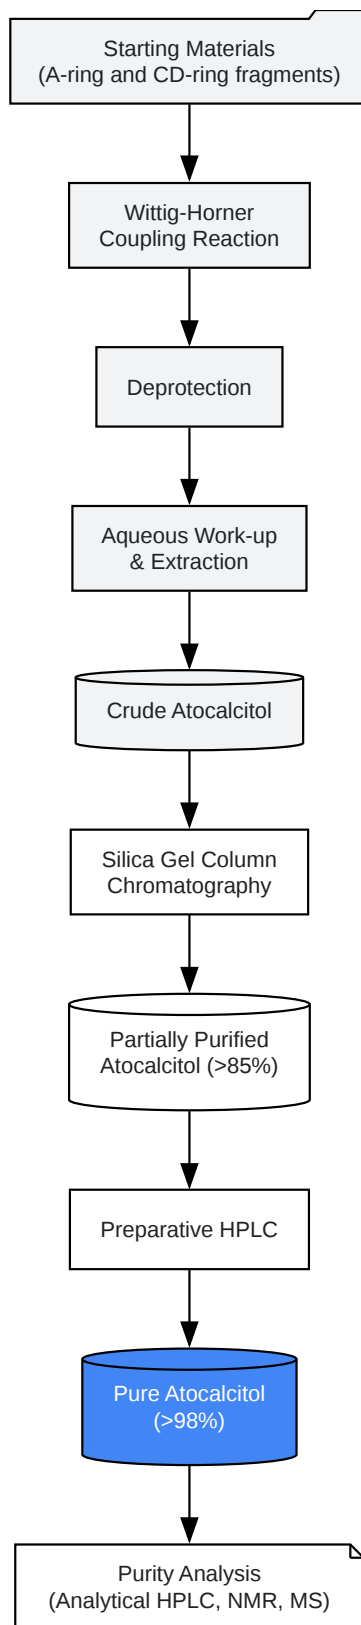 Starting Materials
(A-ring and CD-ring fragments)
Wittig-Horner
Coupling Reaction
Deprotection
Aqueous Work-up
& Extraction
Crude Atocalcitol
Silica Gel Column
Chromatography
Partially Purified
Atocalcitol (>85%)
Preparative HPLC
Pure Atocalcitol
(>98%)
Purity Analysis
(Analytical HPLC, NMR, MS)